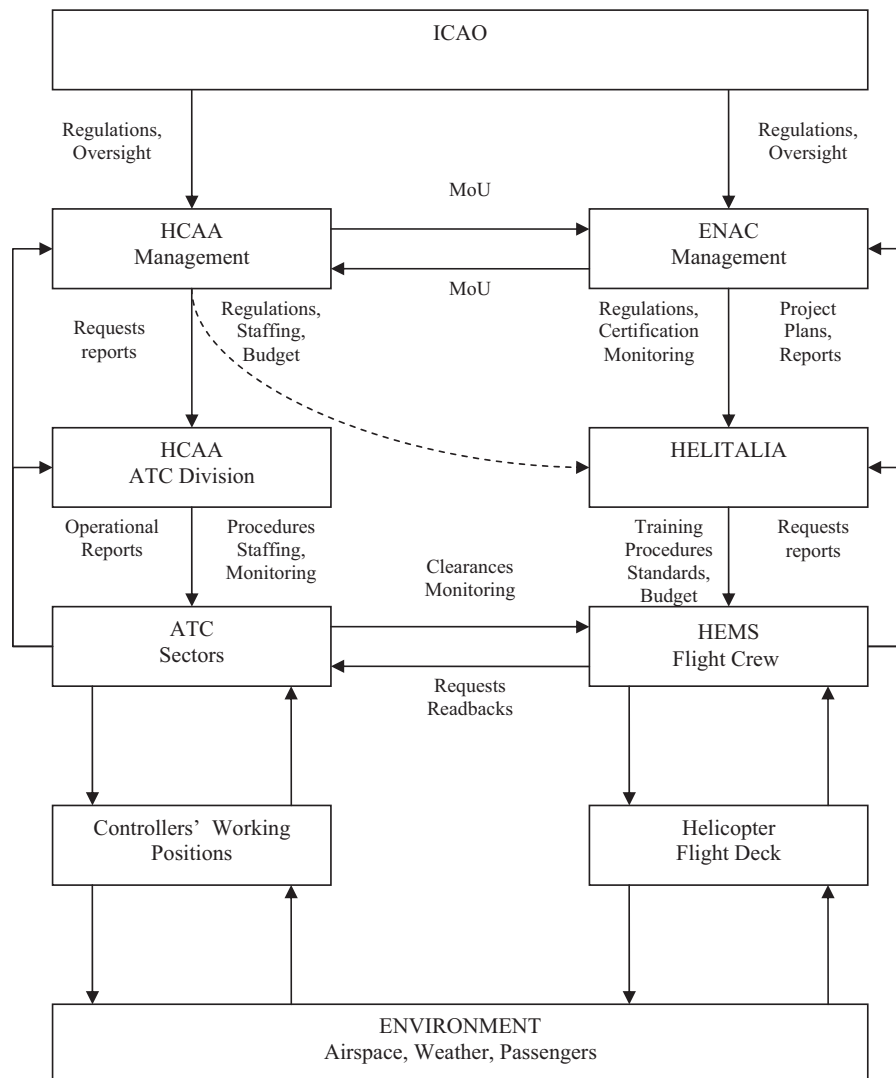 ICAO
Regulations,
Oversight
Regulations,
Oversight
HCAA
Management
MoU
MoU
ENAC
Management
Requests
reports
Regulations,
Staffing,
Budget
Regulations,
Certification
Monitoring
Project
Plans,
Reports
HCAA
ATC Division
HELITALIA
Operational
Reports
Procedures
Staffing,
Monitoring
Clearances
Monitoring
Training
Procedures
Standards,
Budget
Requests
reports
ATC
Sectors
HEMS
Flight Crew
Requests
Readbacks
Controllers' Working
Positions
Helicopter
Flight Deck
ENVIRONMENT
Airspace, Weather, Passengers